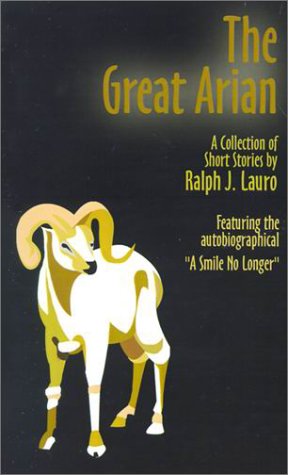 The
Great Arian
A Collection of
Short Stories by
Ralph J. Lauro
Featuring the
autobiographical
"A Smile No Longer"